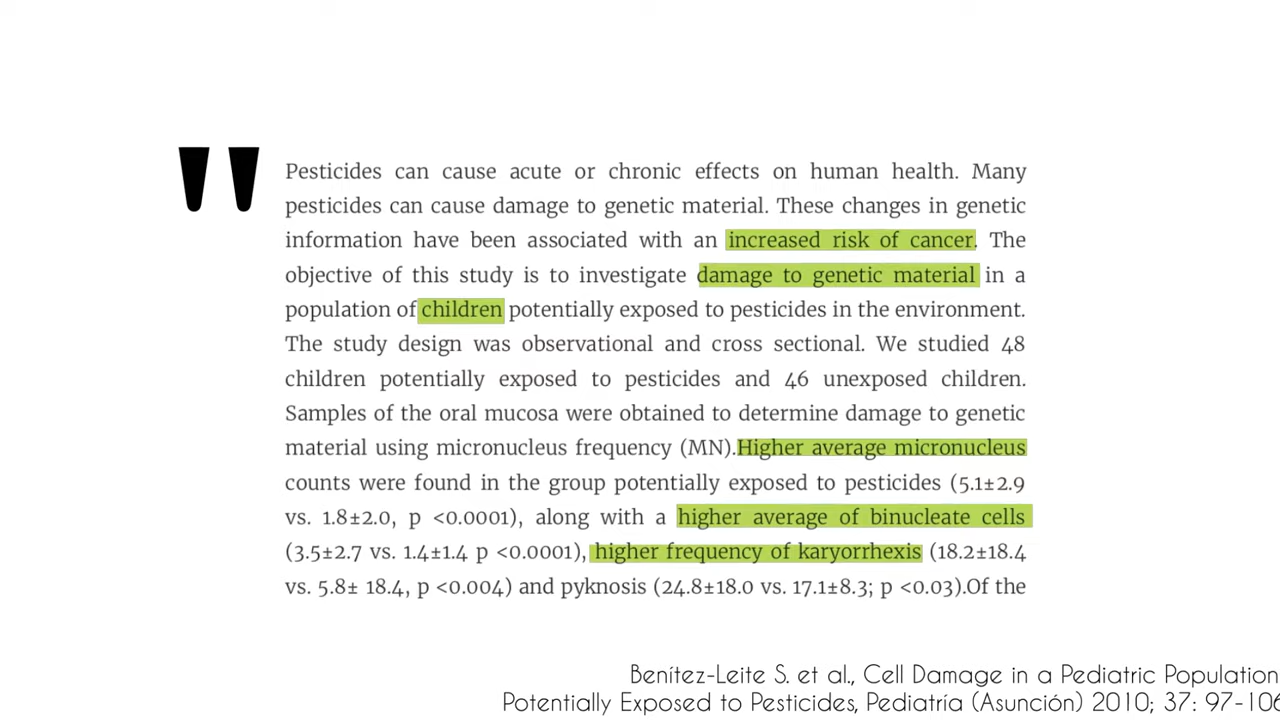 "
Pesticides can cause acute or chronic effects on human health. Many
pesticides can cause damage to genetic material. These changes in genetic
information have been associated with an increased risk of cancer. The
objective of this study is to investigate damage to genetic material in a
population of children potentially exposed to pesticides in the environment.
The study design was observational and cross sectional. We studied 48
children potentially exposed to pesticides and 46 unexposed children.
Samples of the oral mucosa were obtained to determine damage to genetic
material using micronucleus frequency (MN).Higher average micronucleus
counts were found in the group potentially exposed to pesticides (5.1±2.9
vs. 1.8±2.0, p <0.0001), along with a higher average of binucleate cells
(3.5±2.7 vs. 1.4±1.4 p <0.0001), higher frequency of karyorrhexis (18.2±18.4
vs. 5.8± 18.4, p <0.004) and pyknosis (24.8±18.0 vs. 17.1±8.3; p <0.03).Of the
Benítez-Leite S. et al., Cell Damage in a Pediatric Population
Potentially Exposed to Pesticides, Pediatría (Asunción) 2010; 37: 97-106